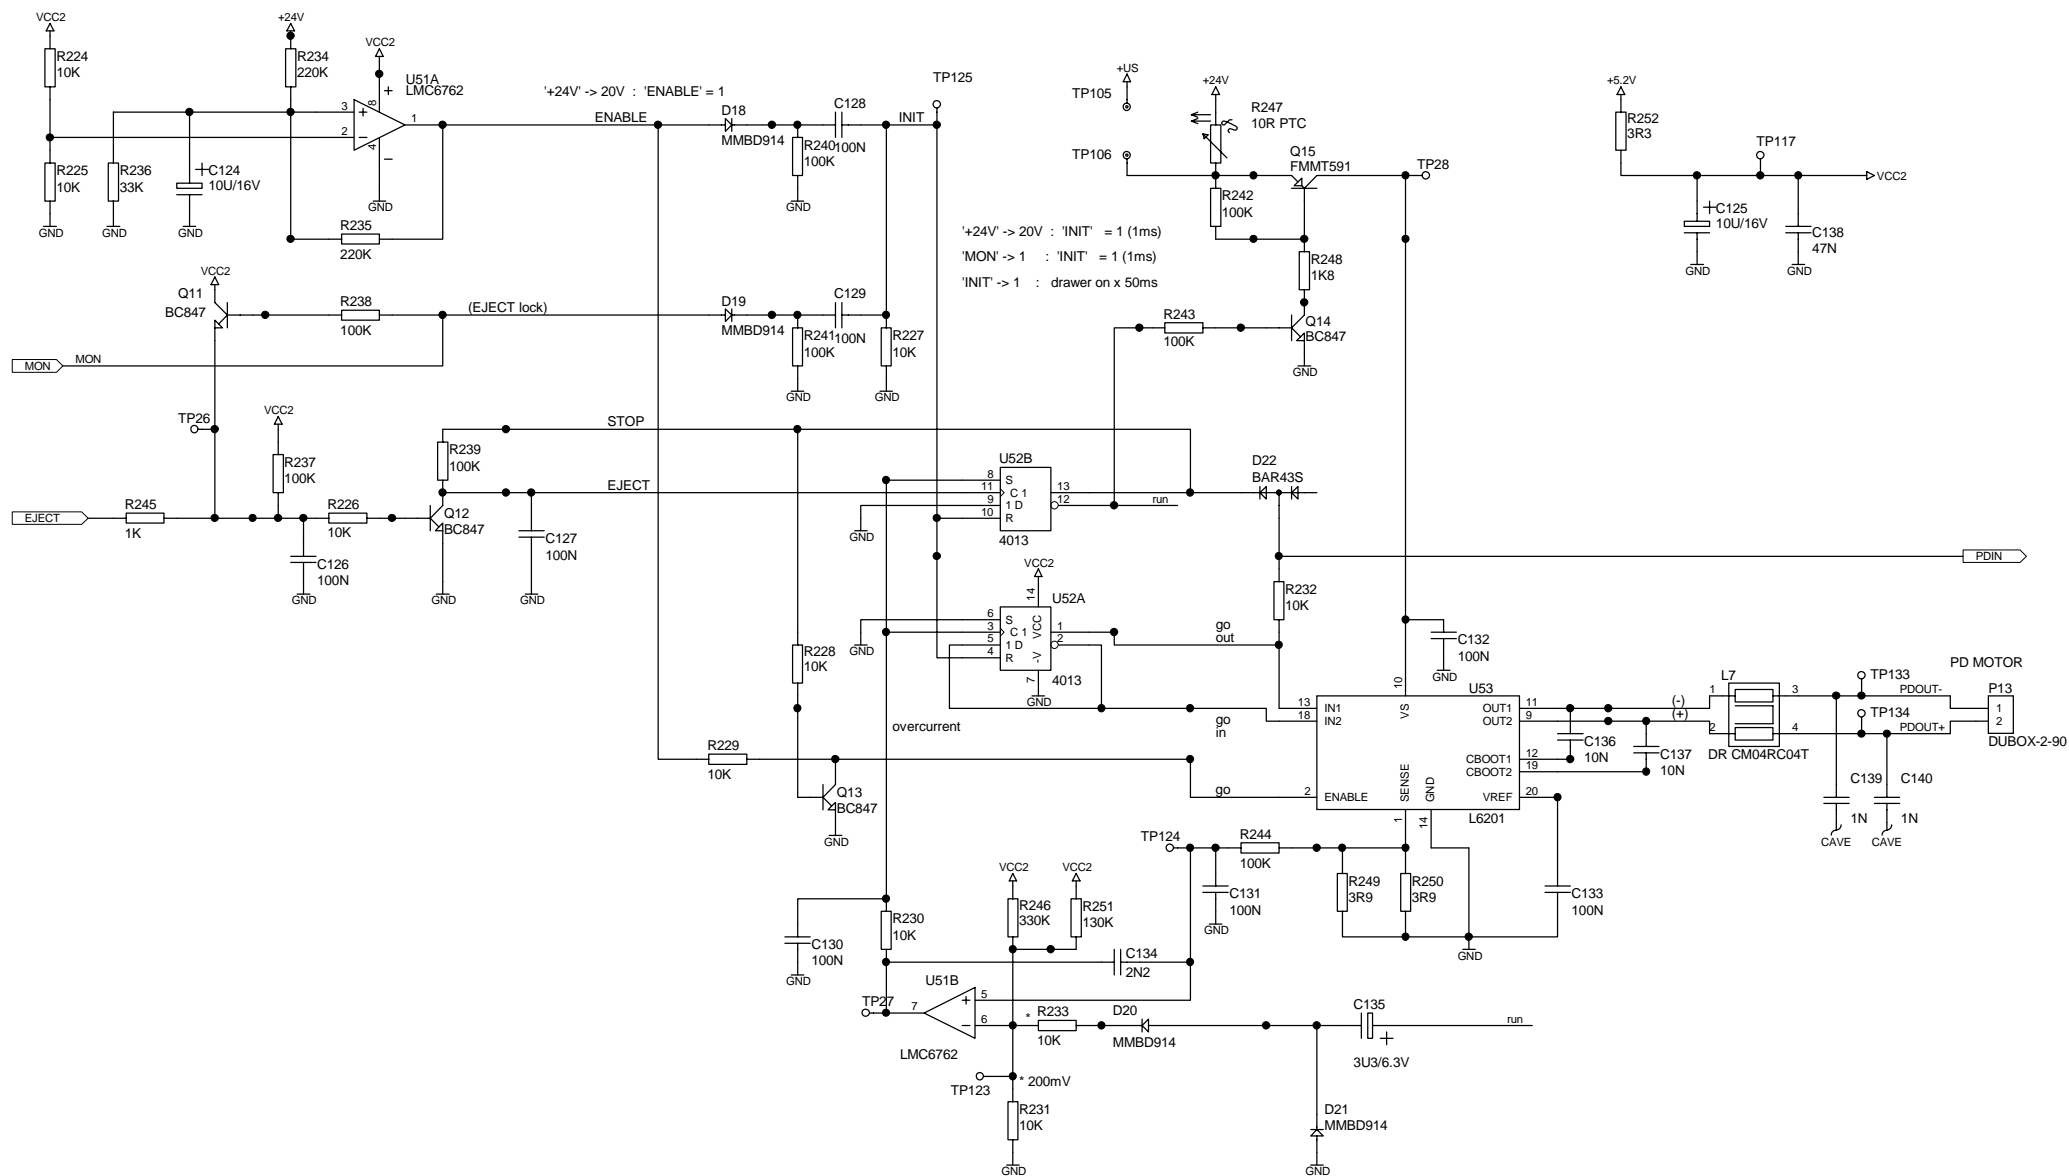 VCC2
R224
10K
+24V
R234
220K
VCC2
U51A
LMC6762
3
2
8
4
1
+
−
+
−
R225
10K
GND
R236
33K
GND
C124
10U/16V
+
GND
GND
R235
220K
'+24V' -> 20V : 'ENABLE' = 1
ENABLE
D18
MMBD914
C128
100N
R240
100K
GND
INIT
TP125
+US
TP105
TP106
+24V
R247
10R PTC
Q15
FMMT591
TP28
R242
100K
R248
1K8
Q14
BC847
GND
R243
100K
+5.2V
R252
3R3
TP117
VCC2
C125
10U/16V
+
GND
C138
47N
GND
'+24V' -> 20V : 'INIT' = 1 (1ms)
'MON' -> 1 : 'INIT' = 1 (1ms)
'INIT' -> 1 : drawer on x 50ms
VCC2
Q11
BC847
R238
100K
(EJECT lock)
D19
MMBD914
C129
100N
R241
100K
GND
R227
10K
GND
MON
MON
TP26
VCC2
R237
100K
R239
100K
STOP
EJECT
R245
1K
R226
10K
C126
100N
GND
Q12
BC847
GND
EJECT
C127
100N
GND
U52B
8
11
9
10
S
C 1
1 D
R
13
12
4013
GND
run
D22
BAR43S
PDIN
R232
10K
VCC2
14
U52A
6
3
5
4
S
C 1
1 D
R
VCC
-V
1
2
7
4013
GND
GND
go
out
R228
10K
overcurrent
go
in
R229
10K
Q13
BC847
GND
go
C132
100N
GND
U53
L6201
13
18
2
IN1
IN2
ENABLE
10
VS
SENSE
GND
1
14
OUT1
OUT2
CBOOT1
CBOOT2
VREF
11
9
12
19
20
C136
10N
C137
10N
(-)
(+)
L7
1
2
3
4
DR CM04RC04T
TP133
PDOUT-
TP134
PDOUT+
PD MOTOR
P13
1
2
DUBOX-2-90
C139
1N
CAVE
C140
1N
CAVE
TP124
R244
100K
C131
100N
GND
R249
3R9
R250
3R9
GND
C133
100N
VCC2
R246
330K
VCC2
R251
130K
R230
10K
C130
100N
GND
C134
2N2
U51B
TP27
7
5
6
+
−
LMC6762
*
R233
10K
D20
MMBD914
C135
+
3U3/6.3V
run
TP123
* 200mV
R231
10K
GND
D21
MMBD914
GND